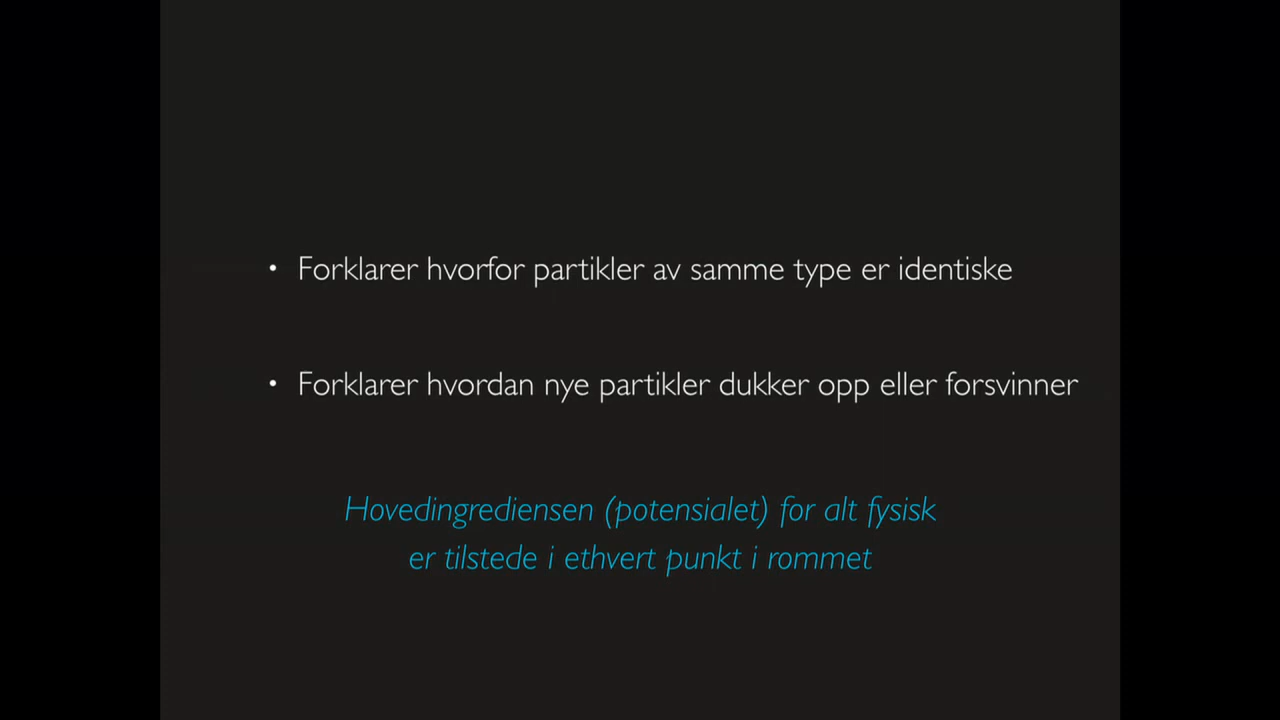 • Forklarer hvorfor partikler av samme type er identiske
• Forklarer hvordan nye partikler dukker opp eller forsvinner
Hovedingrediensen (potensialet) for alt fysisk
er tilstede i ethvert punkt i rommet